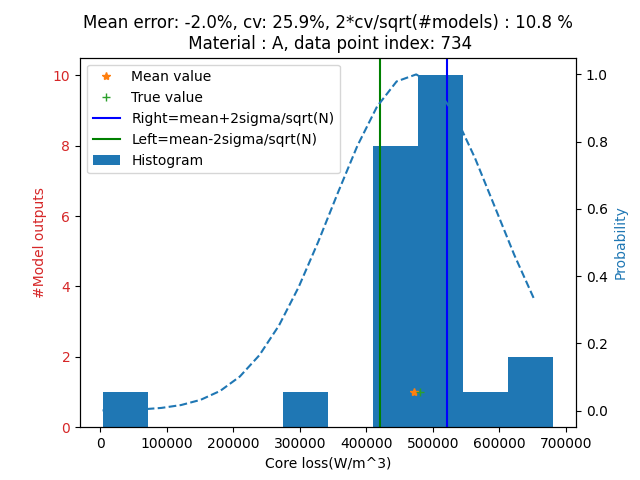 Mean error: -2.0%, cv: 25.9%, 2*cv/sqrt(#models) : 10.8 %
Material : A, data point index: 734
Mean value
True value
Right=mean+2sigma/sqrt(N)
Left=mean-2sigma/sqrt(N)
Histogram
#Model outputs
10
8
6
4
2
0
1.0
0.8
0.6
0.4
0.2
0.0
Probability
0 100000 200000 300000 400000 500000 600000 700000
Core loss(W/m^3)